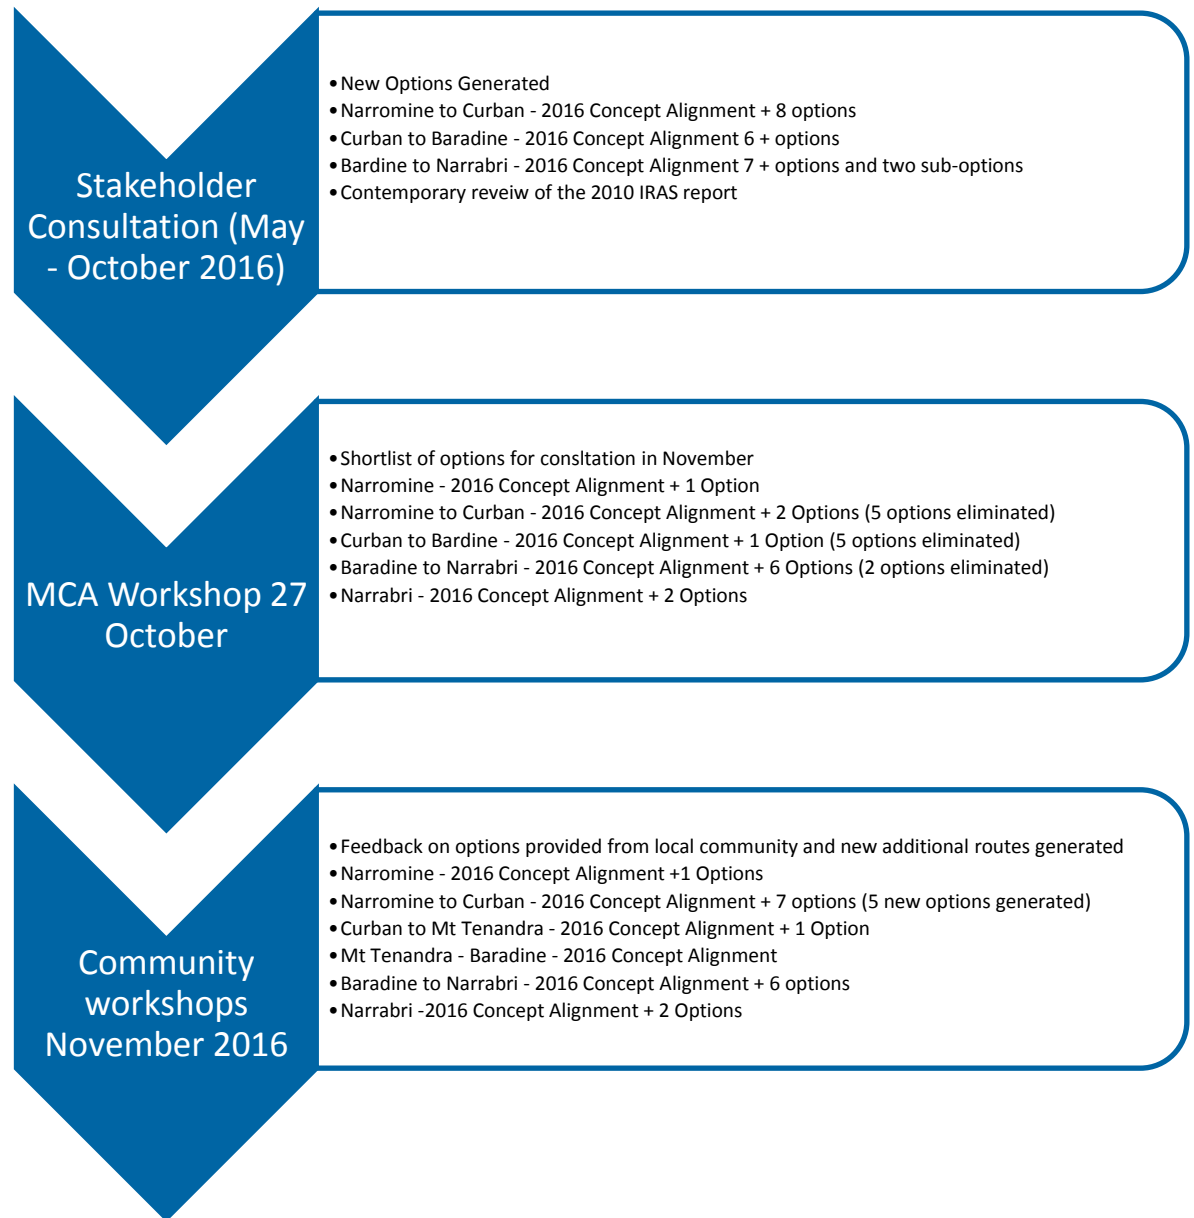 Stakeholder
Consultation (May
- October 2016)
•New Options Generated
•Narromine to Curban - 2016 Concept Alignment + 8 options
•Curban to Baradine - 2016 Concept Alignment 6 + options
•Bardine to Narrabri - 2016 Concept Alignment 7 + options and two sub-options
•Contemporary reveiw of the 2010 IRAS report
MCA Workshop 27
October
•Shortlist of options for consltation in November
•Narromine - 2016 Concept Alignment + 1 Option
•Narromine to Curban - 2016 Concept Alignment + 2 Options (5 options eliminated)
•Curban to Bardine - 2016 Concept Alignment + 1 Option (5 options eliminated)
•Baradine to Narrabri - 2016 Concept Alignment + 6 Options (2 options eliminated)
•Narrabri - 2016 Concept Alignment + 2 Options
Community
workshops
November 2016
•Feedback on options provided from local community and new additional routes generated
•Narromine - 2016 Concept Alignment +1 Options
•Narromine to Curban - 2016 Concept Alignment + 7 options (5 new options generated)
•Curban to Mt Tenandra - 2016 Concept Alignment + 1 Option
•Mt Tenandra - Baradine - 2016 Concept Alignment
•Baradine to Narrabri - 2016 Concept Alignment + 6 options
•Narrabri -2016 Concept Alignment + 2 Options